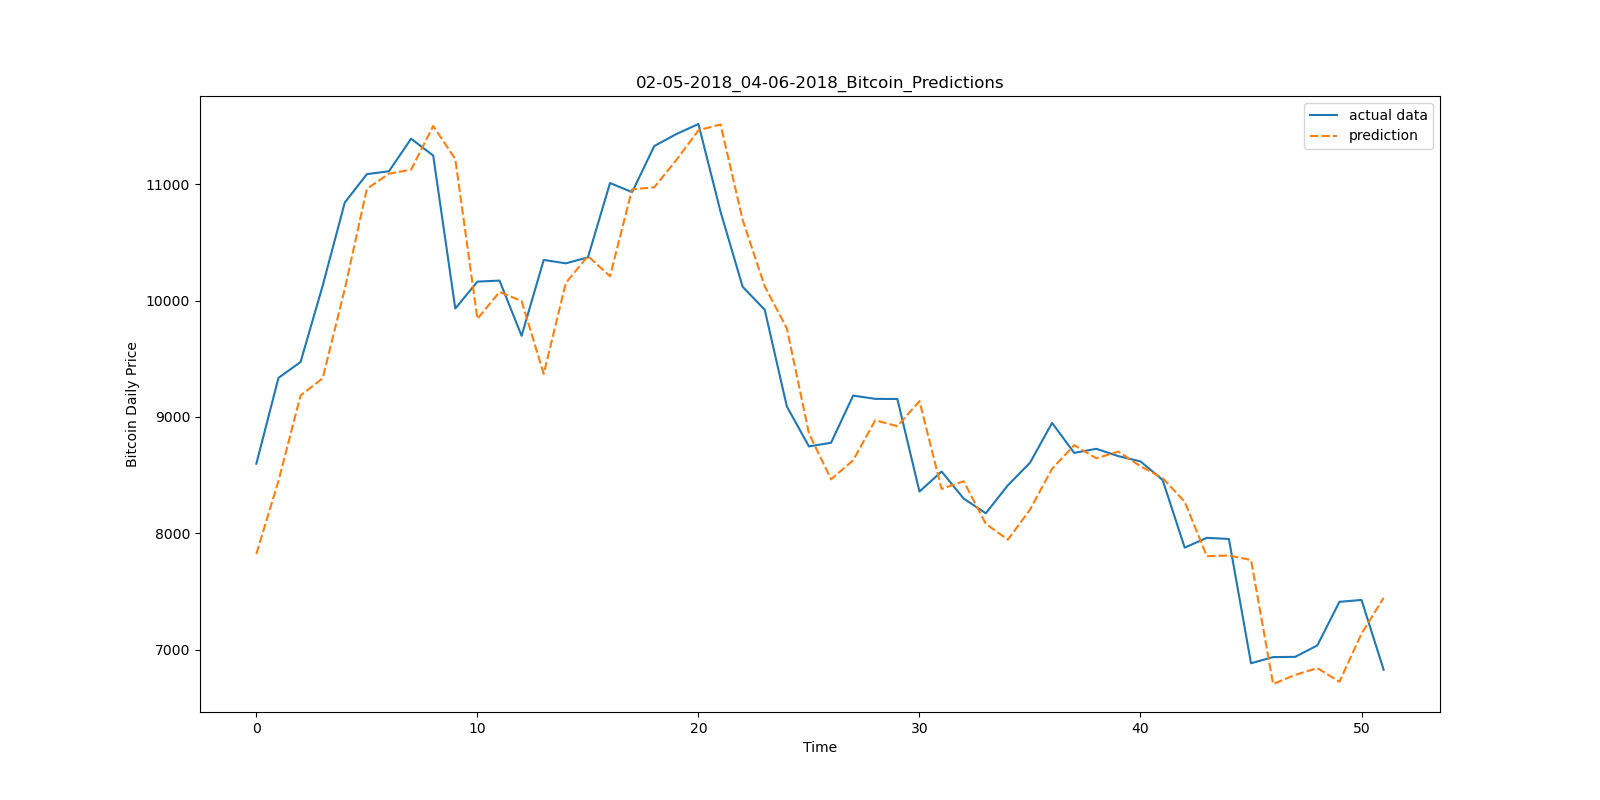 02-05-2018_04-06-2018_Bitcoin_Predictions
actual data
prediction
11000
10000
9000
8000
7000
Bitcoin Daily Price
0 10 20 30 40 50
Time